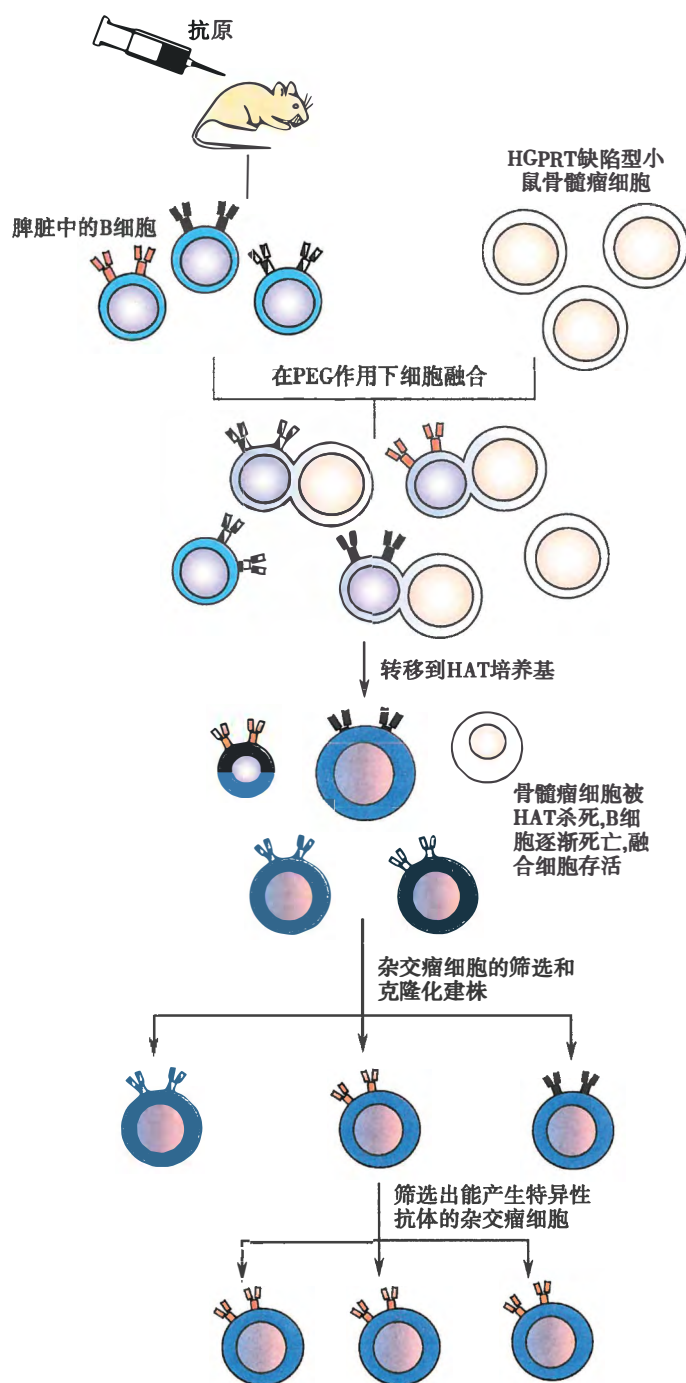 抗原
HGPRT缺陷型小
鼠骨髓瘤细胞
脾脏中的B细胞
在PEG作用下细胞融合
转移到HAT培养基
骨髓瘤细胞被
HAT杀死,B细
胞逐渐死亡,融
合细胞存活
杂交瘤细胞的筛选和
克隆化建株
筛选出能产生特异性
抗体的杂交瘤细胞